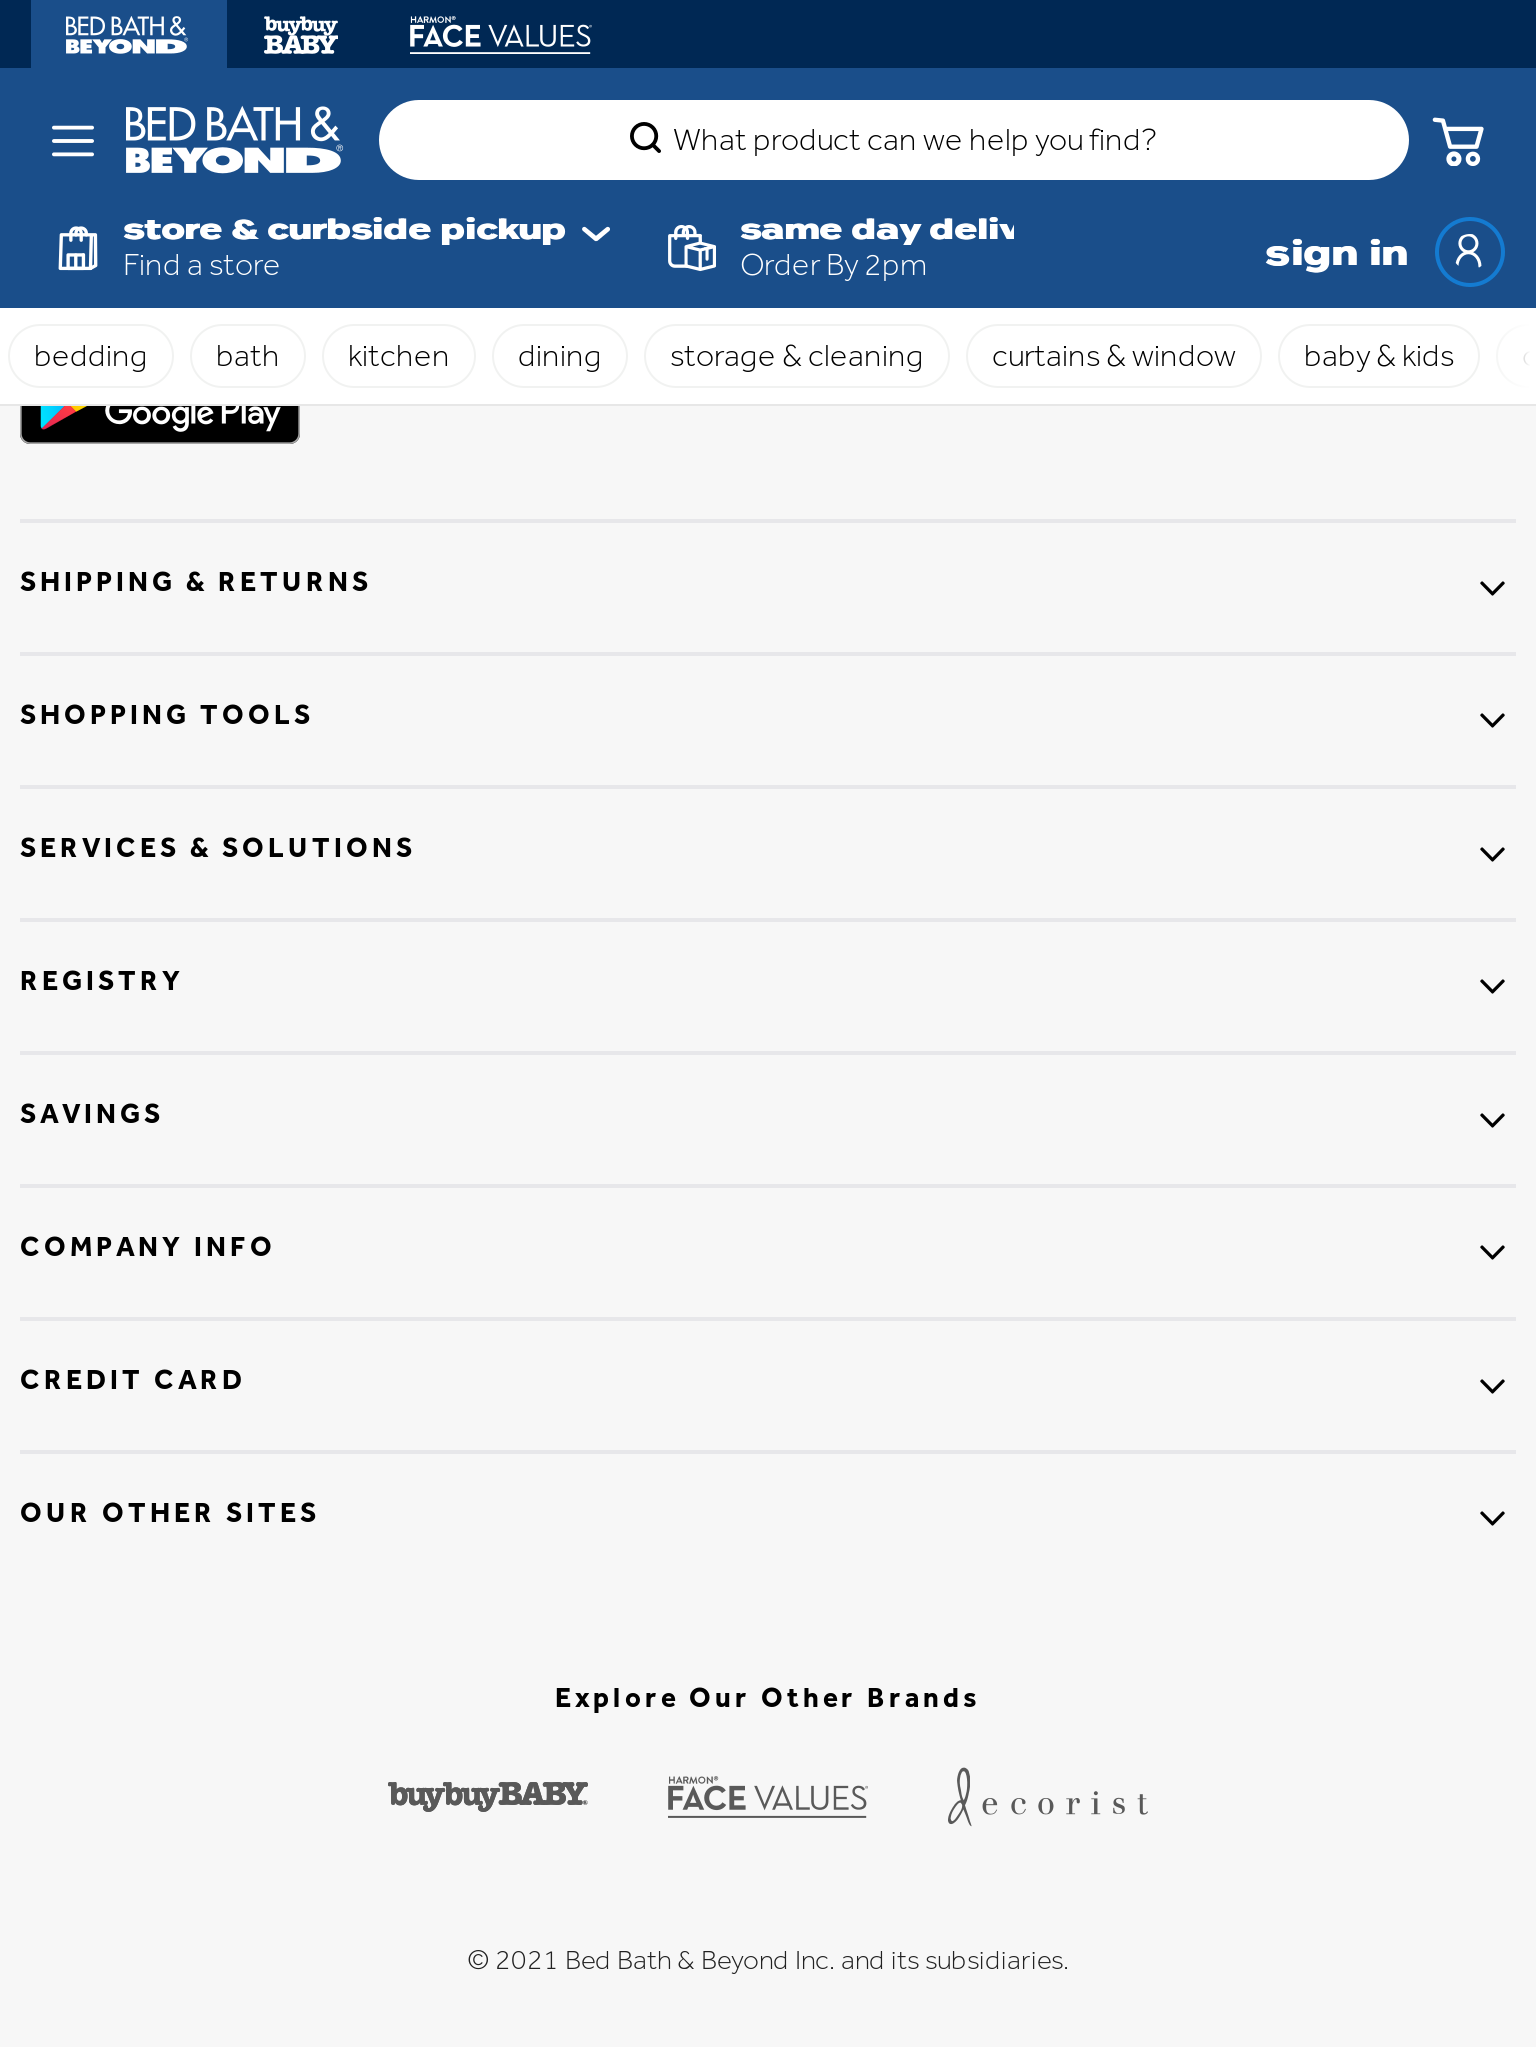 BED BATH &
BEYOND®
buybuy
BABY
HARMON®
FACE VALUES
BED BATH &
BEYOND®
What product can we help you find?
store & curbside pickup
Find a store
same day deliv
Order By 2pm
sign in
bedding
bath
kitchen
dining
storage & cleaning
curtains & window
baby & kids
Google Play
SHIPPING & RETURNS
SHOPPING TOOLS
SERVICES & SOLUTIONS
REGISTRY
SAVINGS
COMPANY INFO
CREDIT CARD
OUR OTHER SITES
Explore Our Other Brands
buybuyBABY
HARMON®
FACE VALUES
decorist
© 2021 Bed Bath & Beyond Inc. and its subsidiaries.